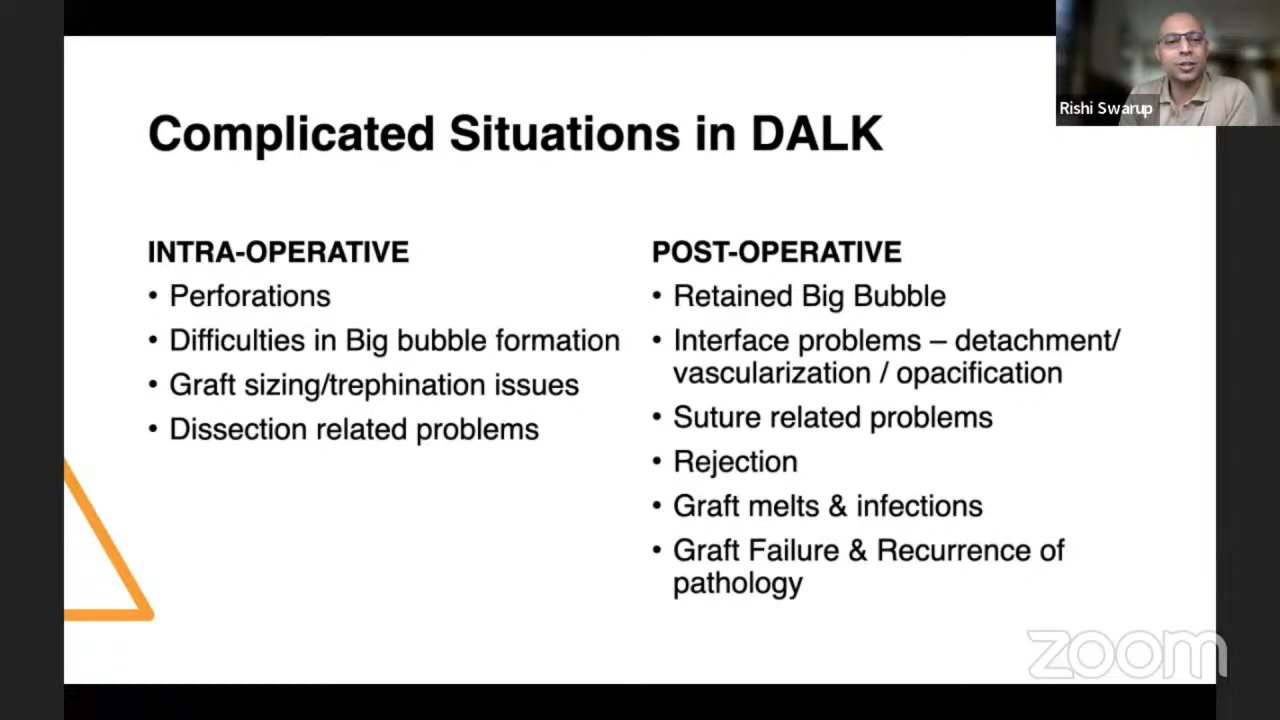 Rishi Swarup
Complicated Situations in DALK
INTRA-OPERATIVE
• Perforations
• Difficulties in Big bubble formation
• Graft sizing/trephination issues
• Dissection related problems
POST-OPERATIVE
• Retained Big Bubble
• Interface problems – detachment/
vascularization / opacification
• Suture related problems
• Rejection
• Graft melts & infections
• Graft Failure & Recurrence of
pathology
zoom